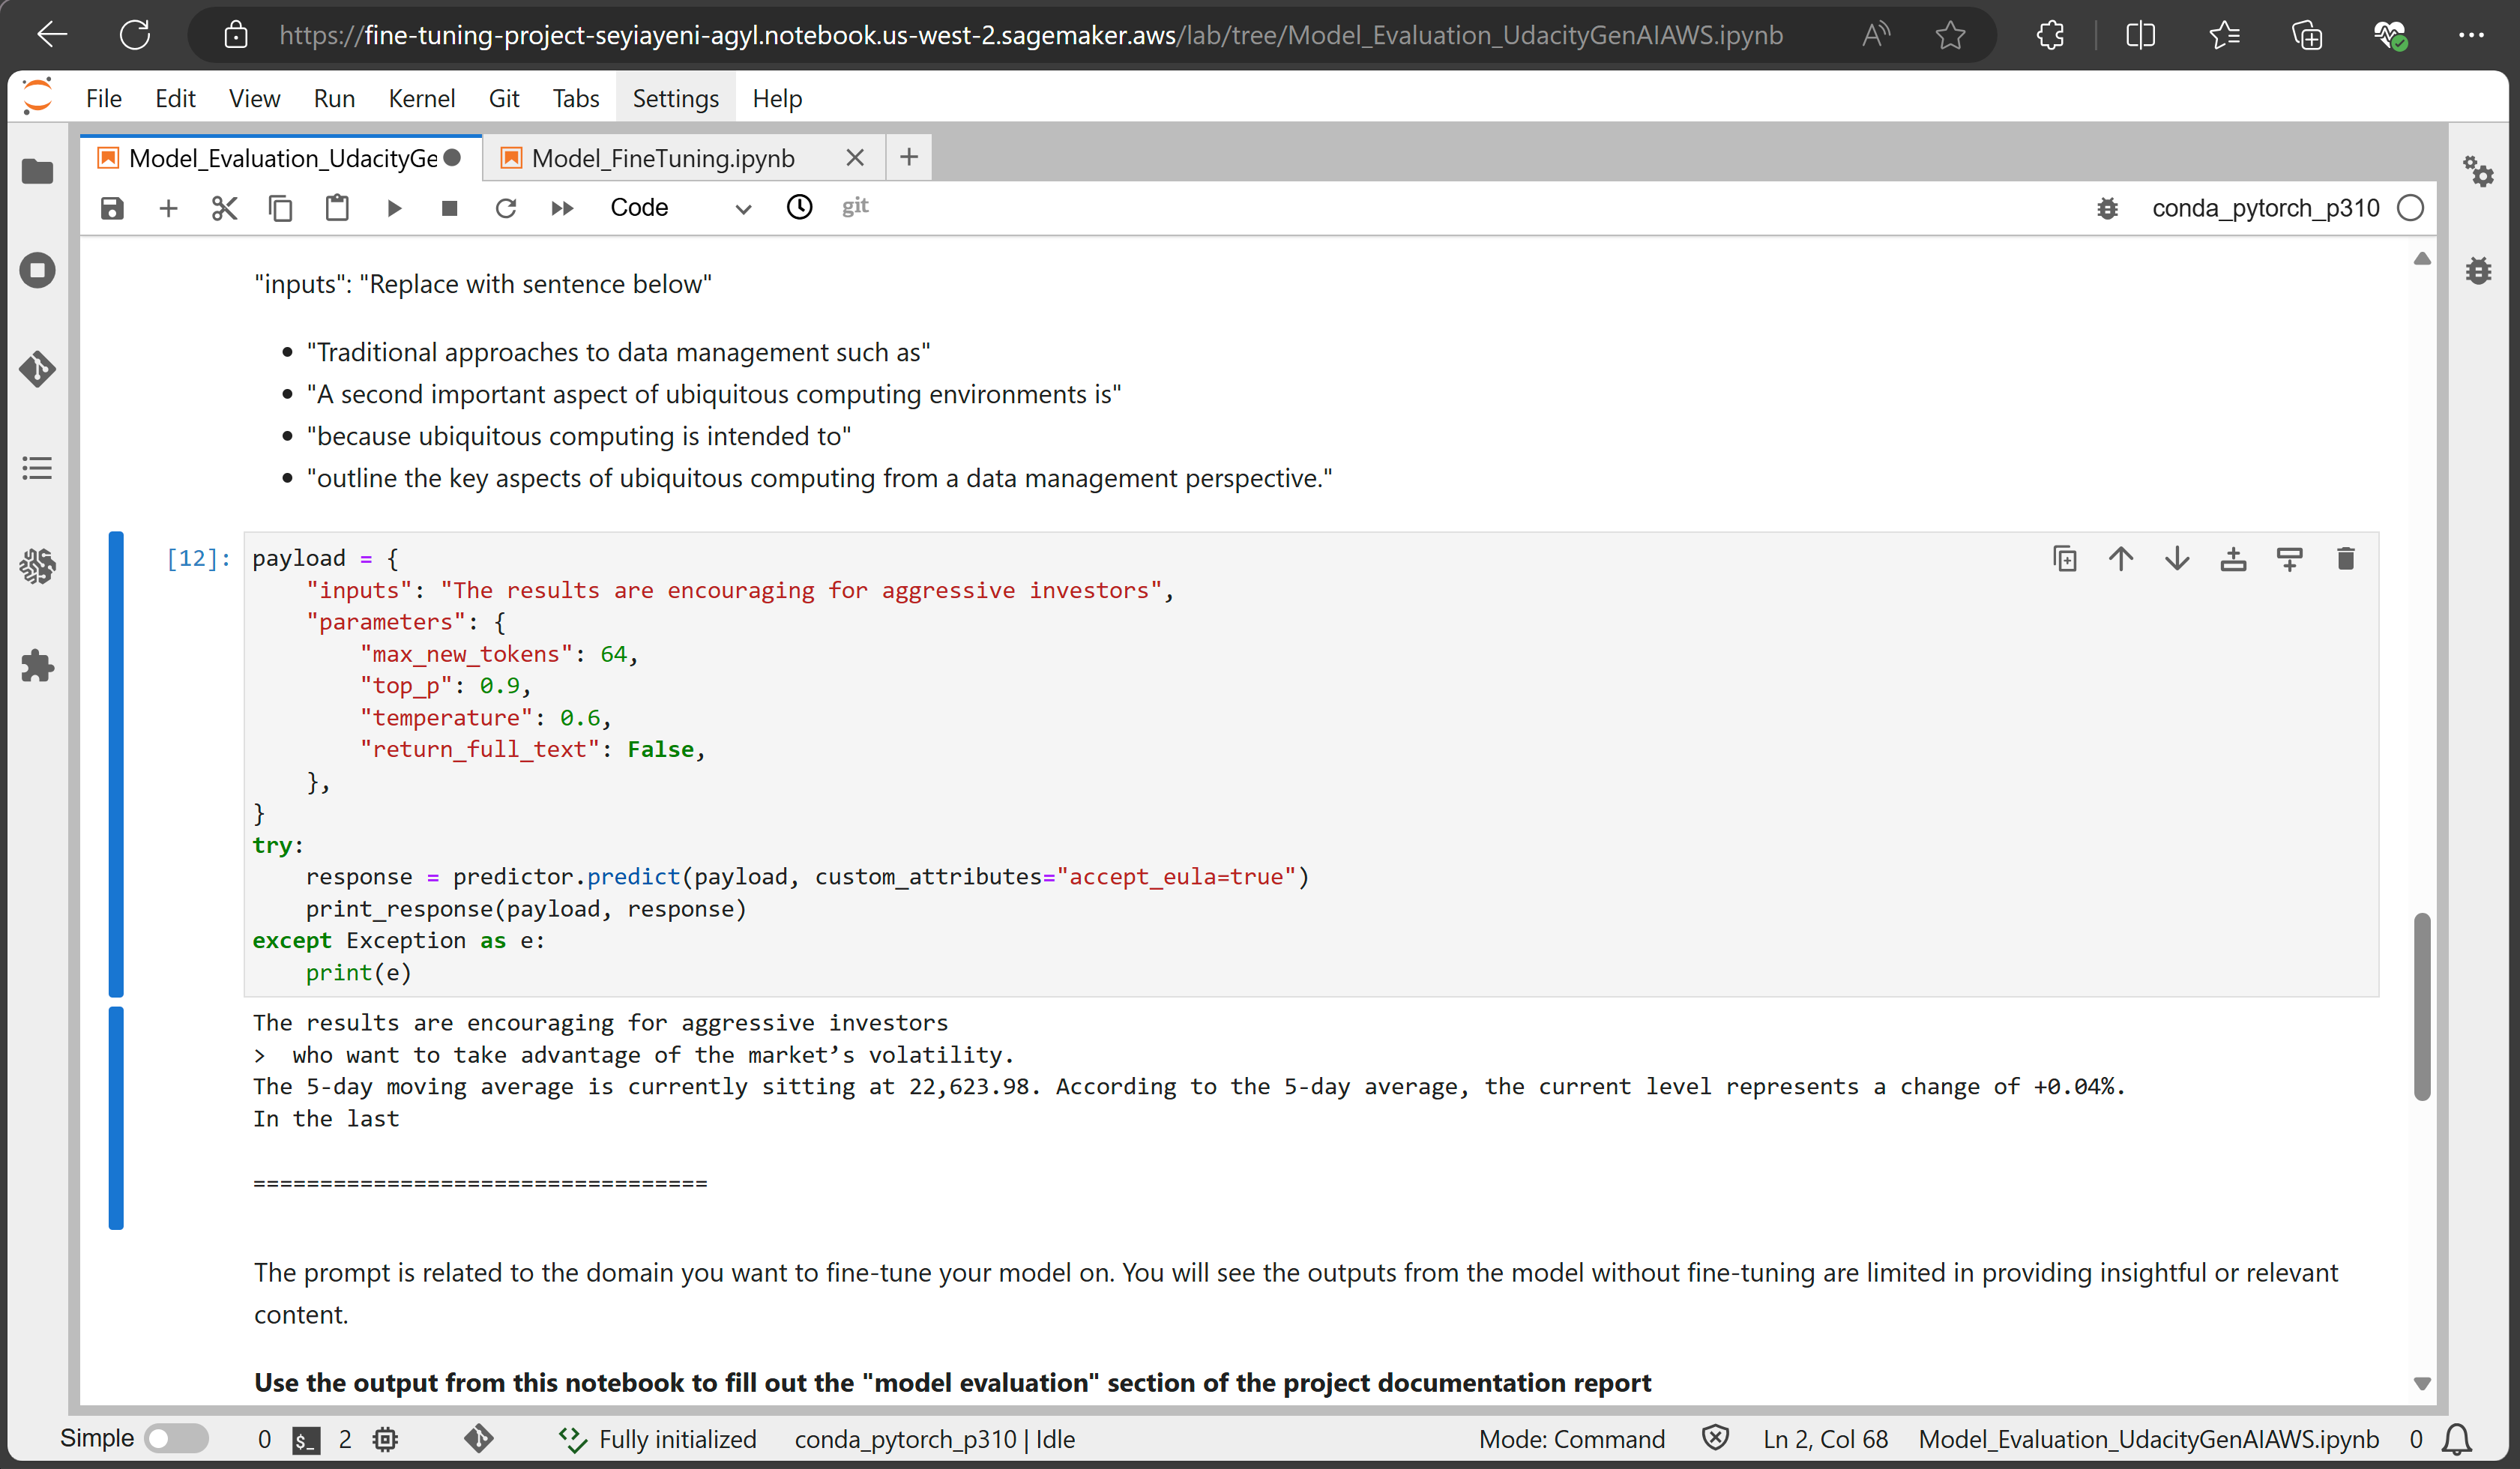 https://fine-tuning-project-seyiayeni-agyl.notebook.us-west-2.sagemaker.aws/lab/tree/Model_Evaluation_UdacityGenAIAWS.ipynb
File Edit View Run Kernel Git Tabs Settings Help
Model_Evaluation_UdacityGe Model_FineTuning.ipynb
Code git conda_pytorch_p310
"inputs": "Replace with sentence below"
• "Traditional approaches to data management such as"
• "A second important aspect of ubiquitous computing environments is"
• "because ubiquitous computing is intended to"
• "outline the key aspects of ubiquitous computing from a data management perspective."
[12]: payload = {
    "inputs": "The results are encouraging for aggressive investors",
    "parameters": {
        "max_new_tokens": 64,
        "top_p": 0.9,
        "temperature": 0.6,
        "return_full_text": False,
    },
}
try:
    response = predictor.predict(payload, custom_attributes="accept_eula=true")
    print_response(payload, response)
except Exception as e:
    print(e)
The results are encouraging for aggressive investors
>  who want to take advantage of the market’s volatility.
The 5-day moving average is currently sitting at 22,623.98. According to the 5-day average, the current level represents a change of +0.04%.
In the last
==================================
The prompt is related to the domain you want to fine-tune your model on. You will see the outputs from the model without fine-tuning are limited in providing insightful or relevant
content.
Use the output from this notebook to fill out the "model evaluation" section of the project documentation report
Simple 0 $_ 2 Fully initialized conda_pytorch_p310 | Idle Mode: Command Ln 2, Col 68 Model_Evaluation_UdacityGenAIAWS.ipynb 0